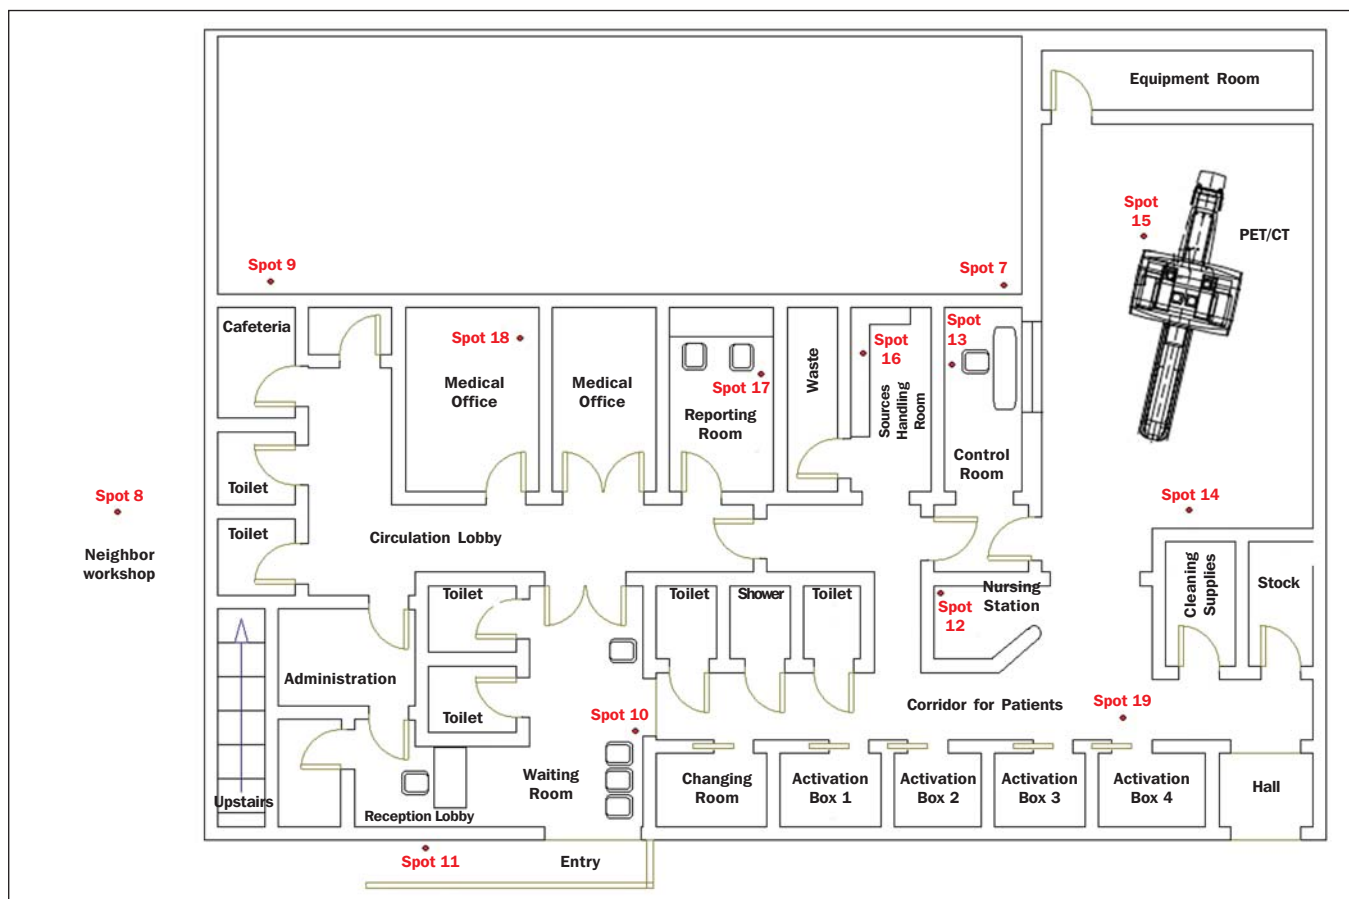 Equipment Room
Spot
15
PET/CT
Spot 9
Spot 7
Cafeteria
Spot 18
Medical
Office
Medical
Office
Spot 17
Reporting
Room
Waste
Spot
16
Sources
Handling
Room
Spot
13
Control
Room
Spot 8
Neighbor
workshop
Toilet
Toilet
Circulation Lobby
Spot 14
Toilet
Toilet
Shower
Toilet
Nursing
Station
Spot
12
Cleaning
Supplies
Stock
Administration
Toilet
Spot 10
Corridor for Patients
Spot 19
Upstairs
Reception Lobby
Waiting
Room
Changing
Room
Activation
Box 1
Activation
Box 2
Activation
Box 3
Activation
Box 4
Hall
Spot 11
Entry